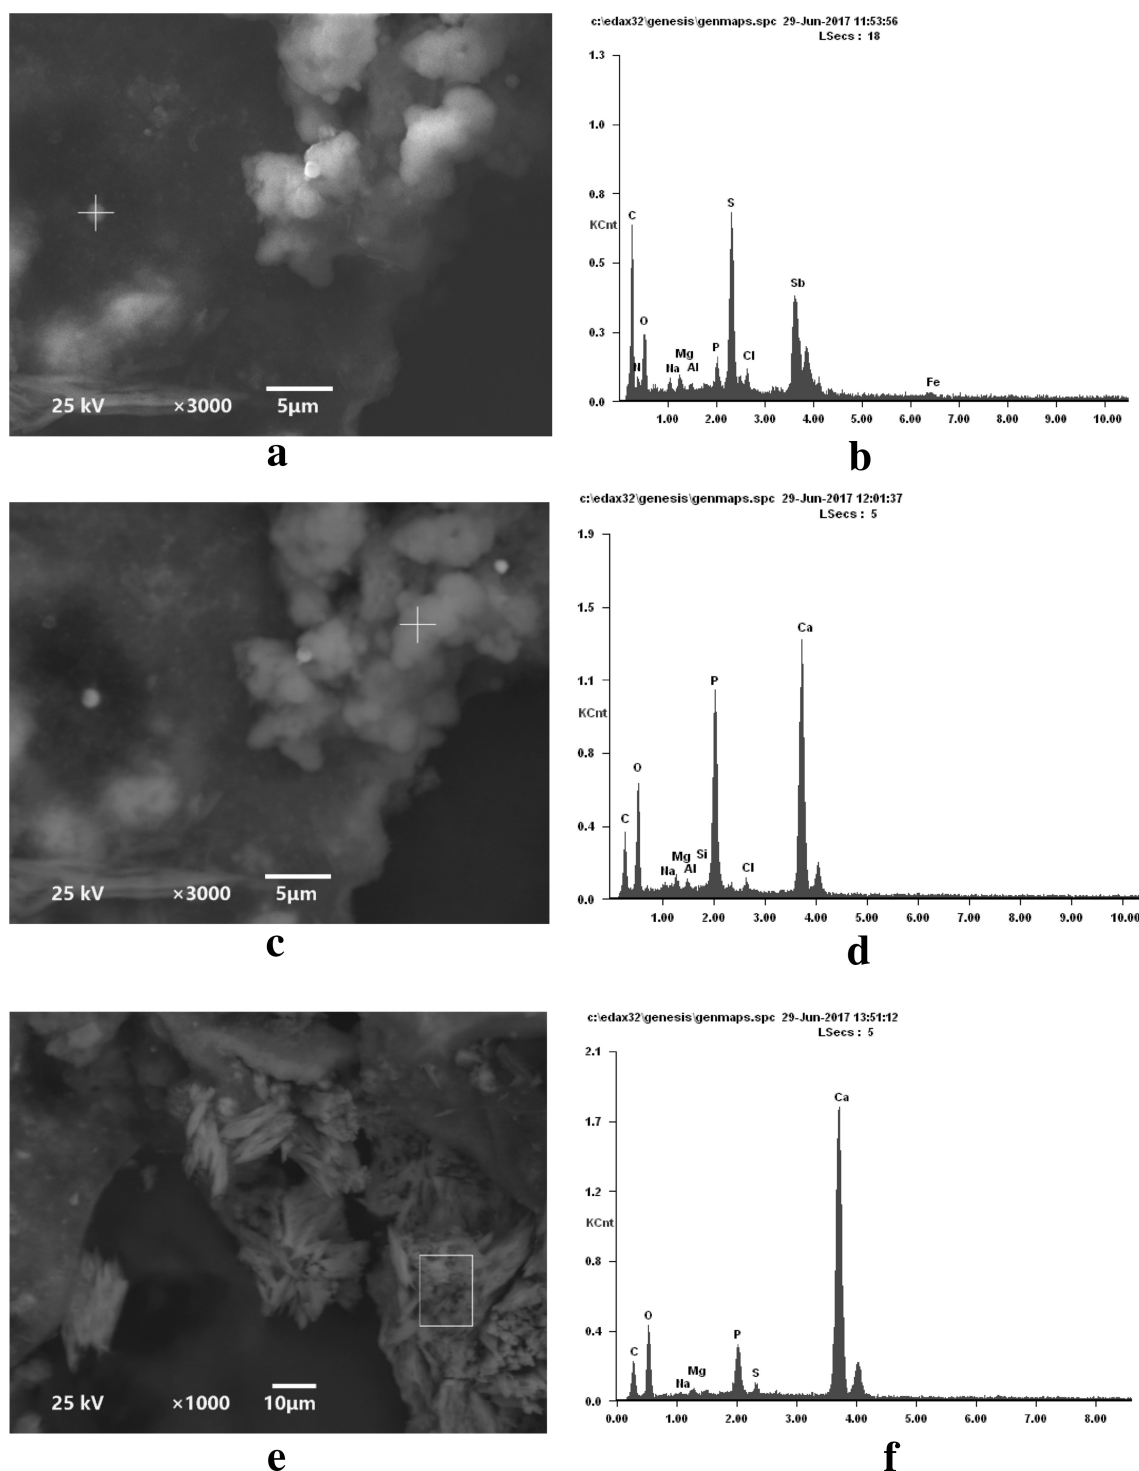 c:\edax32\genesis\genmaps.spc 29-Jun-2017 11:53:56
LSecs : 18
1.3
1.0
0.8
KCnt
0.5
0.3
0.0
C
O
N
Na
Mg
Al
P
S
Cl
Sb
Fe
1.00 2.00 3.00 4.00 5.00 6.00 7.00 8.00 9.00 10.00
25 kV ×3000 5µm
a
b
c:\edax32\genesis\genmaps.spc 29-Jun-2017 12:01:37
LSecs : 5
1.9
1.5
1.1
KCnt
0.8
0.4
0.0
C
O
Na
Mg
Al
Si
P
Cl
Ca
1.00 2.00 3.00 4.00 5.00 6.00 7.00 8.00 9.00 10.0
25 kV ×3000 5µm
c
d
c:\edax32\genesis\genmaps.spc 29-Jun-2017 13:51:12
LSecs : 5
2.1
1.7
1.2
KCnt
0.8
0.4
0.0
C
O
Na
Mg
P
S
Ca
0.00 1.00 2.00 3.00 4.00 5.00 6.00 7.00 8.00
25 kV ×1000 10µm
e
f